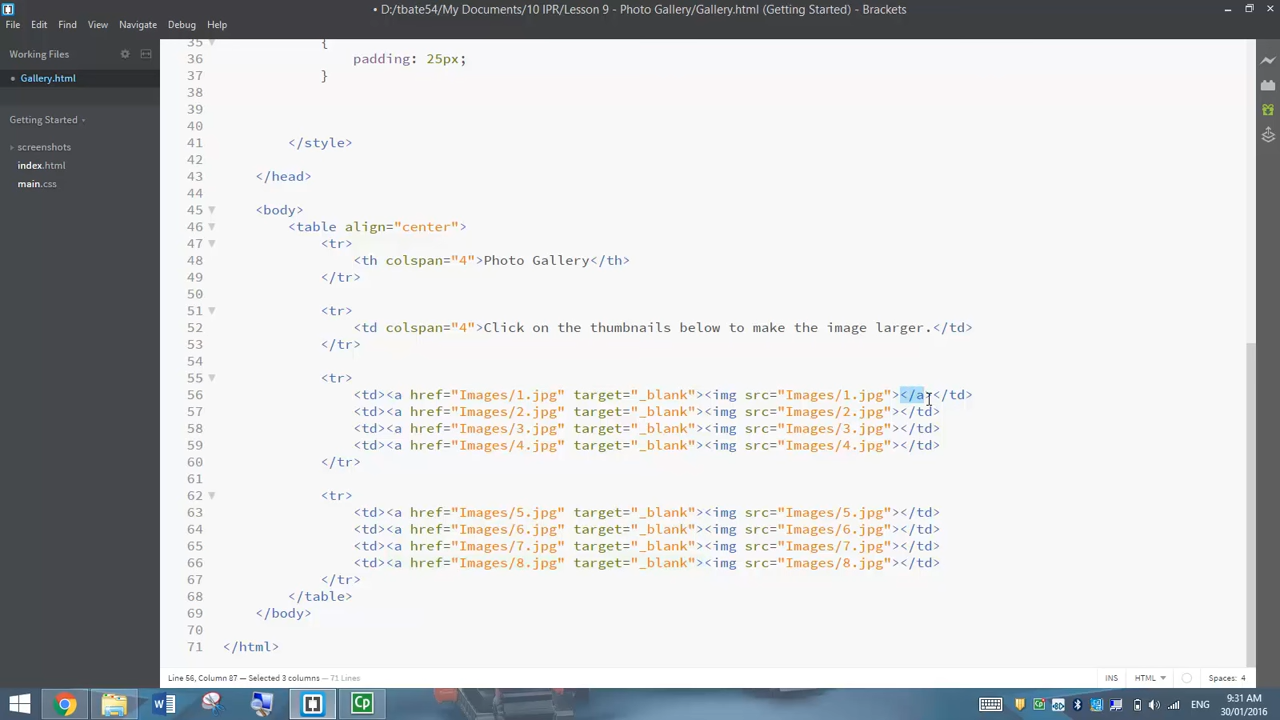 • D:\tbate54/My Documents/10 IPR/Lesson 9 - Photo Gallery/Gallery.html (Getting Started) - Brackets
File Edit Find View Navigate Debug Help
Working Files
• Gallery.html
Getting Started
screenshots
index.html
main.css
35 {
36 padding: 25px;
37 }
38
39
40
41 </style>
42
43 </head>
44
45 <body>
46 <table align="center">
47 <tr>
48 <th colspan="4">Photo Gallery</th>
49 </tr>
50
51 <tr>
52 <td colspan="4">Click on the thumbnails below to make the image larger.</td>
53 </tr>
54
55 <tr>
56 <td><a href="Images/1.jpg" target="_blank"><img src="Images/1.jpg"></a></td>
57 <td><a href="Images/2.jpg" target="_blank"><img src="Images/2.jpg"></td>
58 <td><a href="Images/3.jpg" target="_blank"><img src="Images/3.jpg"></td>
59 <td><a href="Images/4.jpg" target="_blank"><img src="Images/4.jpg"></td>
60 </tr>
61
62 <tr>
63 <td><a href="Images/5.jpg" target="_blank"><img src="Images/5.jpg"></td>
64 <td><a href="Images/6.jpg" target="_blank"><img src="Images/6.jpg"></td>
65 <td><a href="Images/7.jpg" target="_blank"><img src="Images/7.jpg"></td>
66 <td><a href="Images/8.jpg" target="_blank"><img src="Images/8.jpg"></td>
67 </tr>
68 </table>
69 </body>
70
71 </html>
Line 56, Column 87 — Selected 3 columns — 71 Lines
INS HTML Spaces: 4
ENG
9:31 AM
30/01/2016